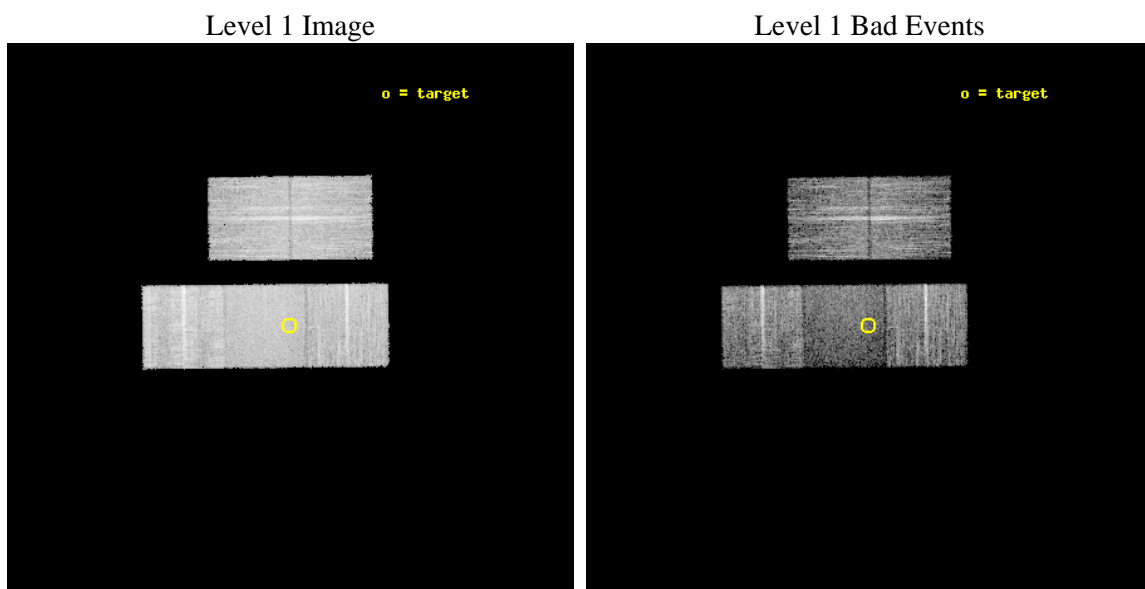 Level 1 Image
Level 1 Bad Events
o = target
o = target